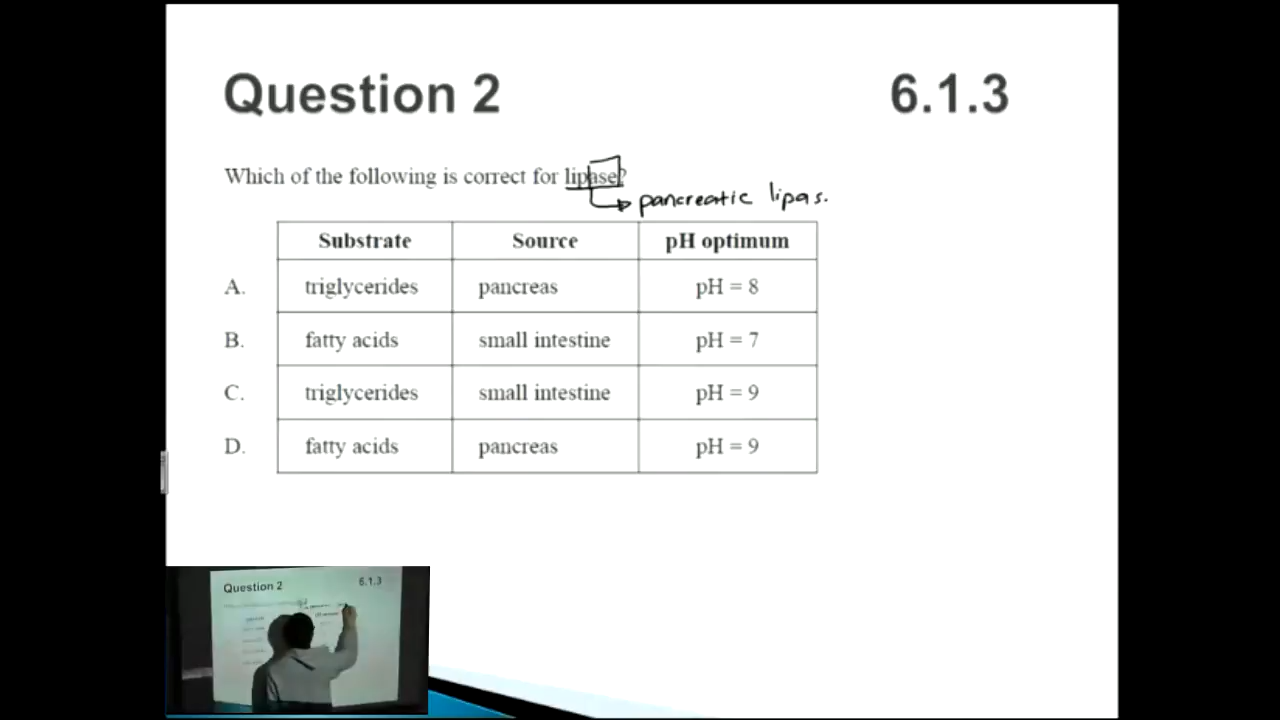 Question 2 6.1.3
Which of the following is correct for lipase?
pancreatic lipas.
Substrate Source pH optimum
A. triglycerides pancreas pH = 8
B. fatty acids small intestine pH = 7
C. triglycerides small intestine pH = 9
D. fatty acids pancreas pH = 9
Question 2 6.1.3